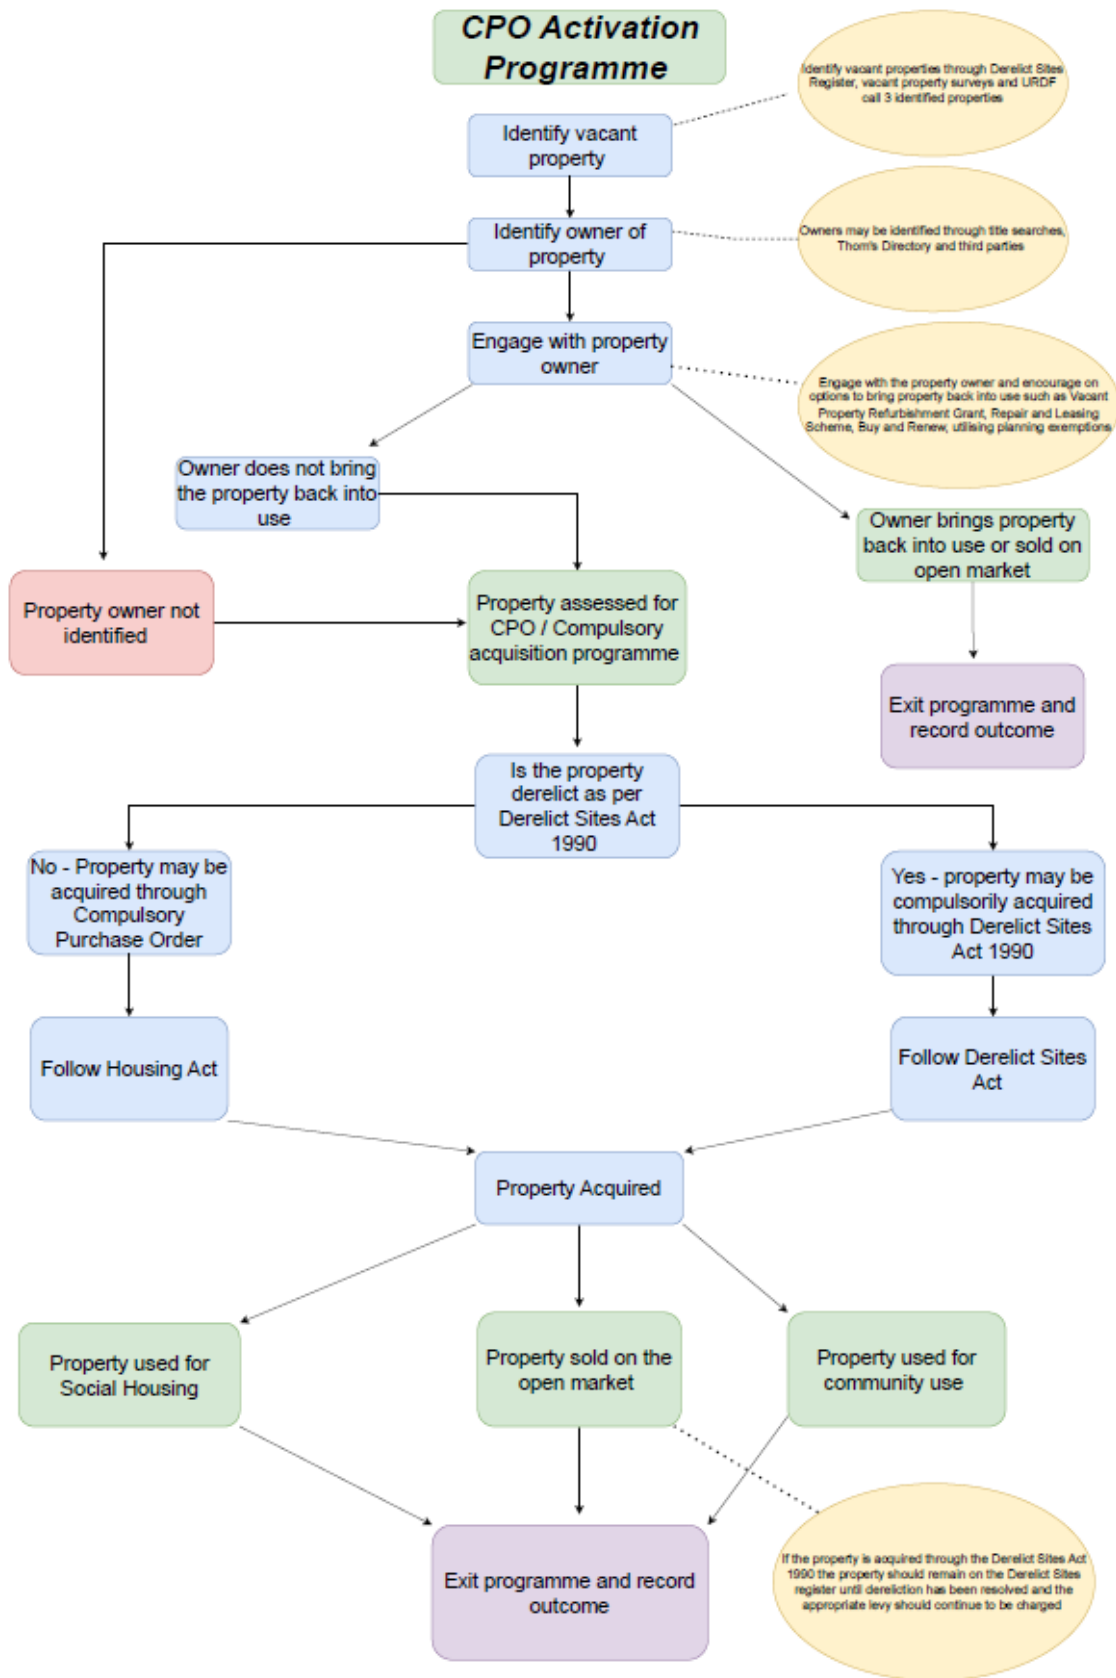 CPO Activation
Programme
Identify vacant properties through Derelict Sites
Register, vacant property surveys and URDF
call 3 identified properties
Identify vacant
property
Identify owner of
property
Owners may be identified through title searches,
Thom's Directory and third parties
Engage with property
owner
Engage with the property owner and encourage on
options to bring property back into use such as Vacant
Property Refurbishment Grant, Repair and Leasing
Scheme, Buy and Renew, utilising planning exemptions
Owner does not bring
the property back into
use
Owner brings property
back into use or sold on
open market
Property owner not
identified
Property assessed for
CPO / Compulsory
acquisition programme
Exit programme and
record outcome
Is the property
derelict as per
Derelict Sites Act
1990
No - Property may be
acquired through
Compulsory
Purchase Order
Yes - property may be
compulsorily acquired
through Derelict Sites
Act 1990
Follow Housing Act
Follow Derelict Sites
Act
Property Acquired
Property used for
Social Housing
Property sold on the
open market
Property used for
community use
Exit programme and record
outcome
If the property is acquired through the Derelict Sites Act
1990 the property should remain on the Derelict Sites
register until dereliction has been resolved and the
appropriate levy should continue to be charged